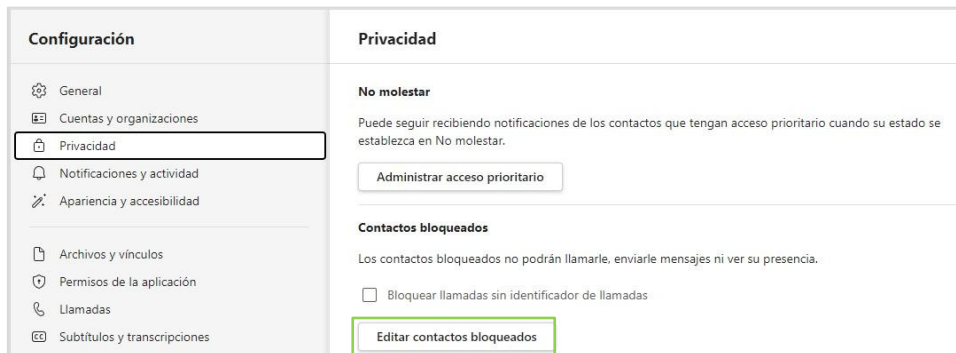 Configuración
General
Cuentas y organizaciones
Privacidad
Notificaciones y actividad
Apariencia y accesibilidad
Archivos y vínculos
Permisos de la aplicación
Llamadas
Subtítulos y transcripciones
Privacidad
No molestar
Puede seguir recibiendo notificaciones de los contactos que tengan acceso prioritario cuando su estado se
establezca en No molestar.
Administrar acceso prioritario
Contactos bloqueados
Los contactos bloqueados no podrán llamarle, enviarle mensajes ni ver su presencia.
Bloquear llamadas sin identificador de llamadas
Editar contactos bloqueados